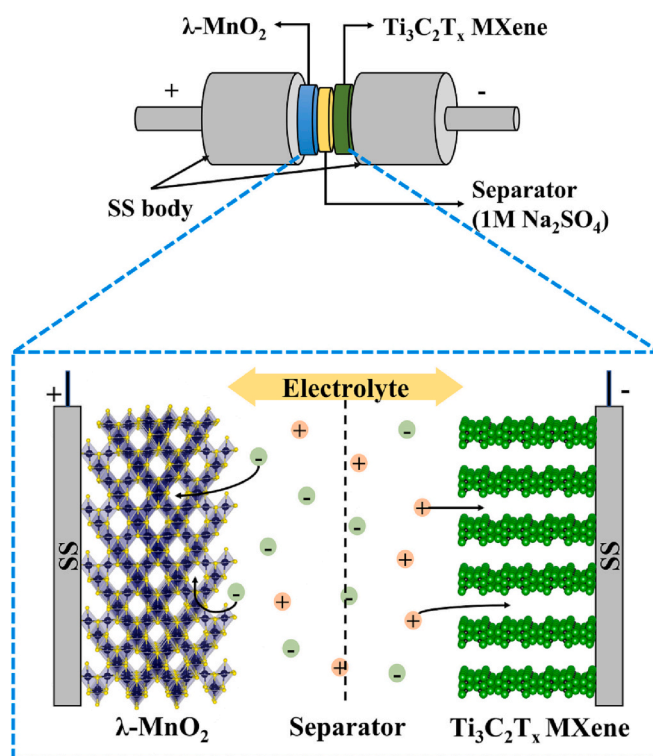 λ-MnO₂
Ti₃C₂Tₓ MXene
+
-
SS body
Separator
(1M Na₂SO₄)
+
Electrolyte
-
+
-
-
+
-
+
-
-
-
+
-
+
-
+
+
-
+
-
SS
SS
λ-MnO₂
Separator
Ti₃C₂Tₓ MXene